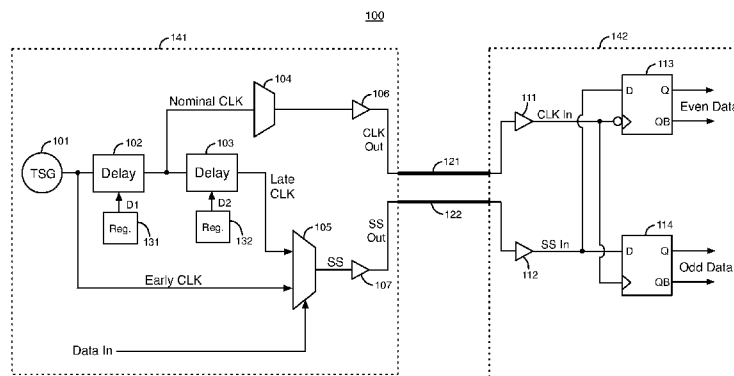 100
141
142
104
106
113
Nominal CLK
111
D
Q
CLK In
Even Data
QB
101
102
103
CLK
Out
121
TSG
Delay
Delay
Late
CLK
122
D1
D2
105
SS
Out
114
Reg.
131
Reg.
132
SS In
D
Q
SS
112
Odd Data
Early CLK
107
QB
Data In